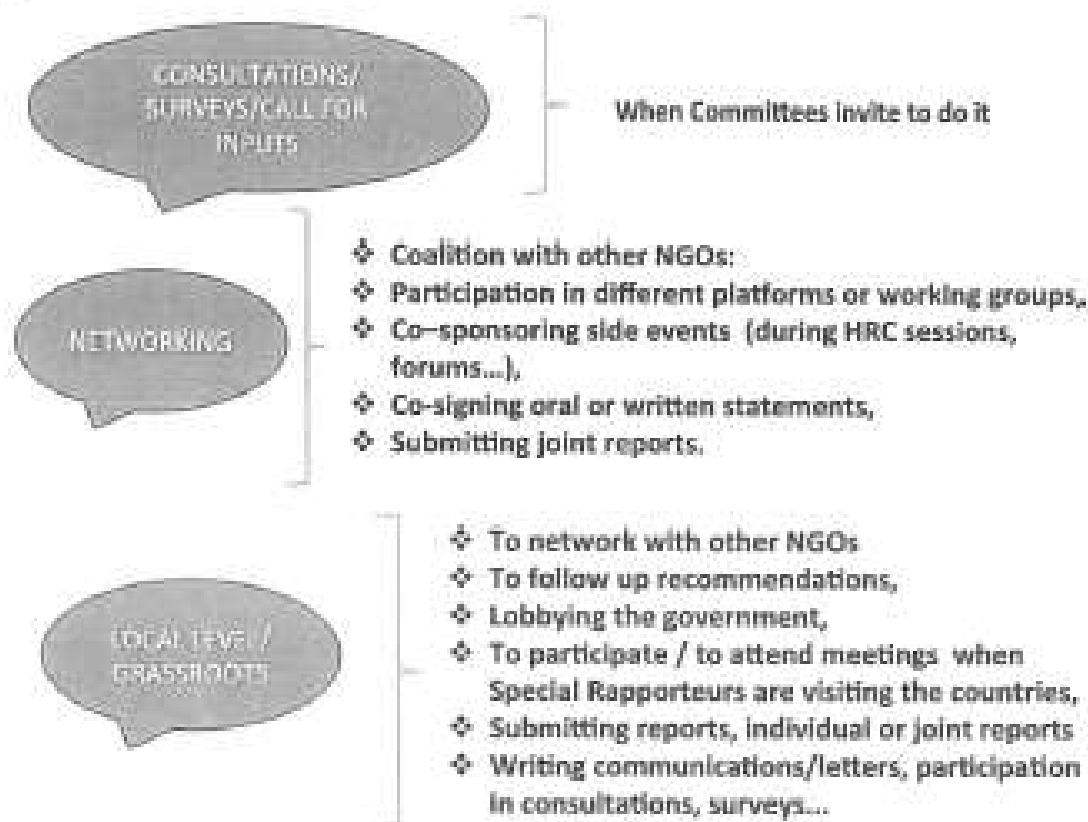 CONSULTATIONS/
SURVEYS/CALL FOR
INPUTS
When Committees invite to do it
NETWORKING
❖ Coalition with other NGOs:
❖ Participation in different platforms or working groups,
❖ Co–sponsoring side events (during HRC sessions,
forums...),
❖ Co-signing oral or written statements,
❖ Submitting joint reports.
LOCAL LEVEL/
GRASSROOTS
❖ To network with other NGOs
❖ To follow up recommendations,
❖ Lobbying the government,
❖ To participate / to attend meetings when
Special Rapporteurs are visiting the countries,
❖ Submitting reports, individual or joint reports
❖ Writing communications/letters, participation
in consultations, surveys...